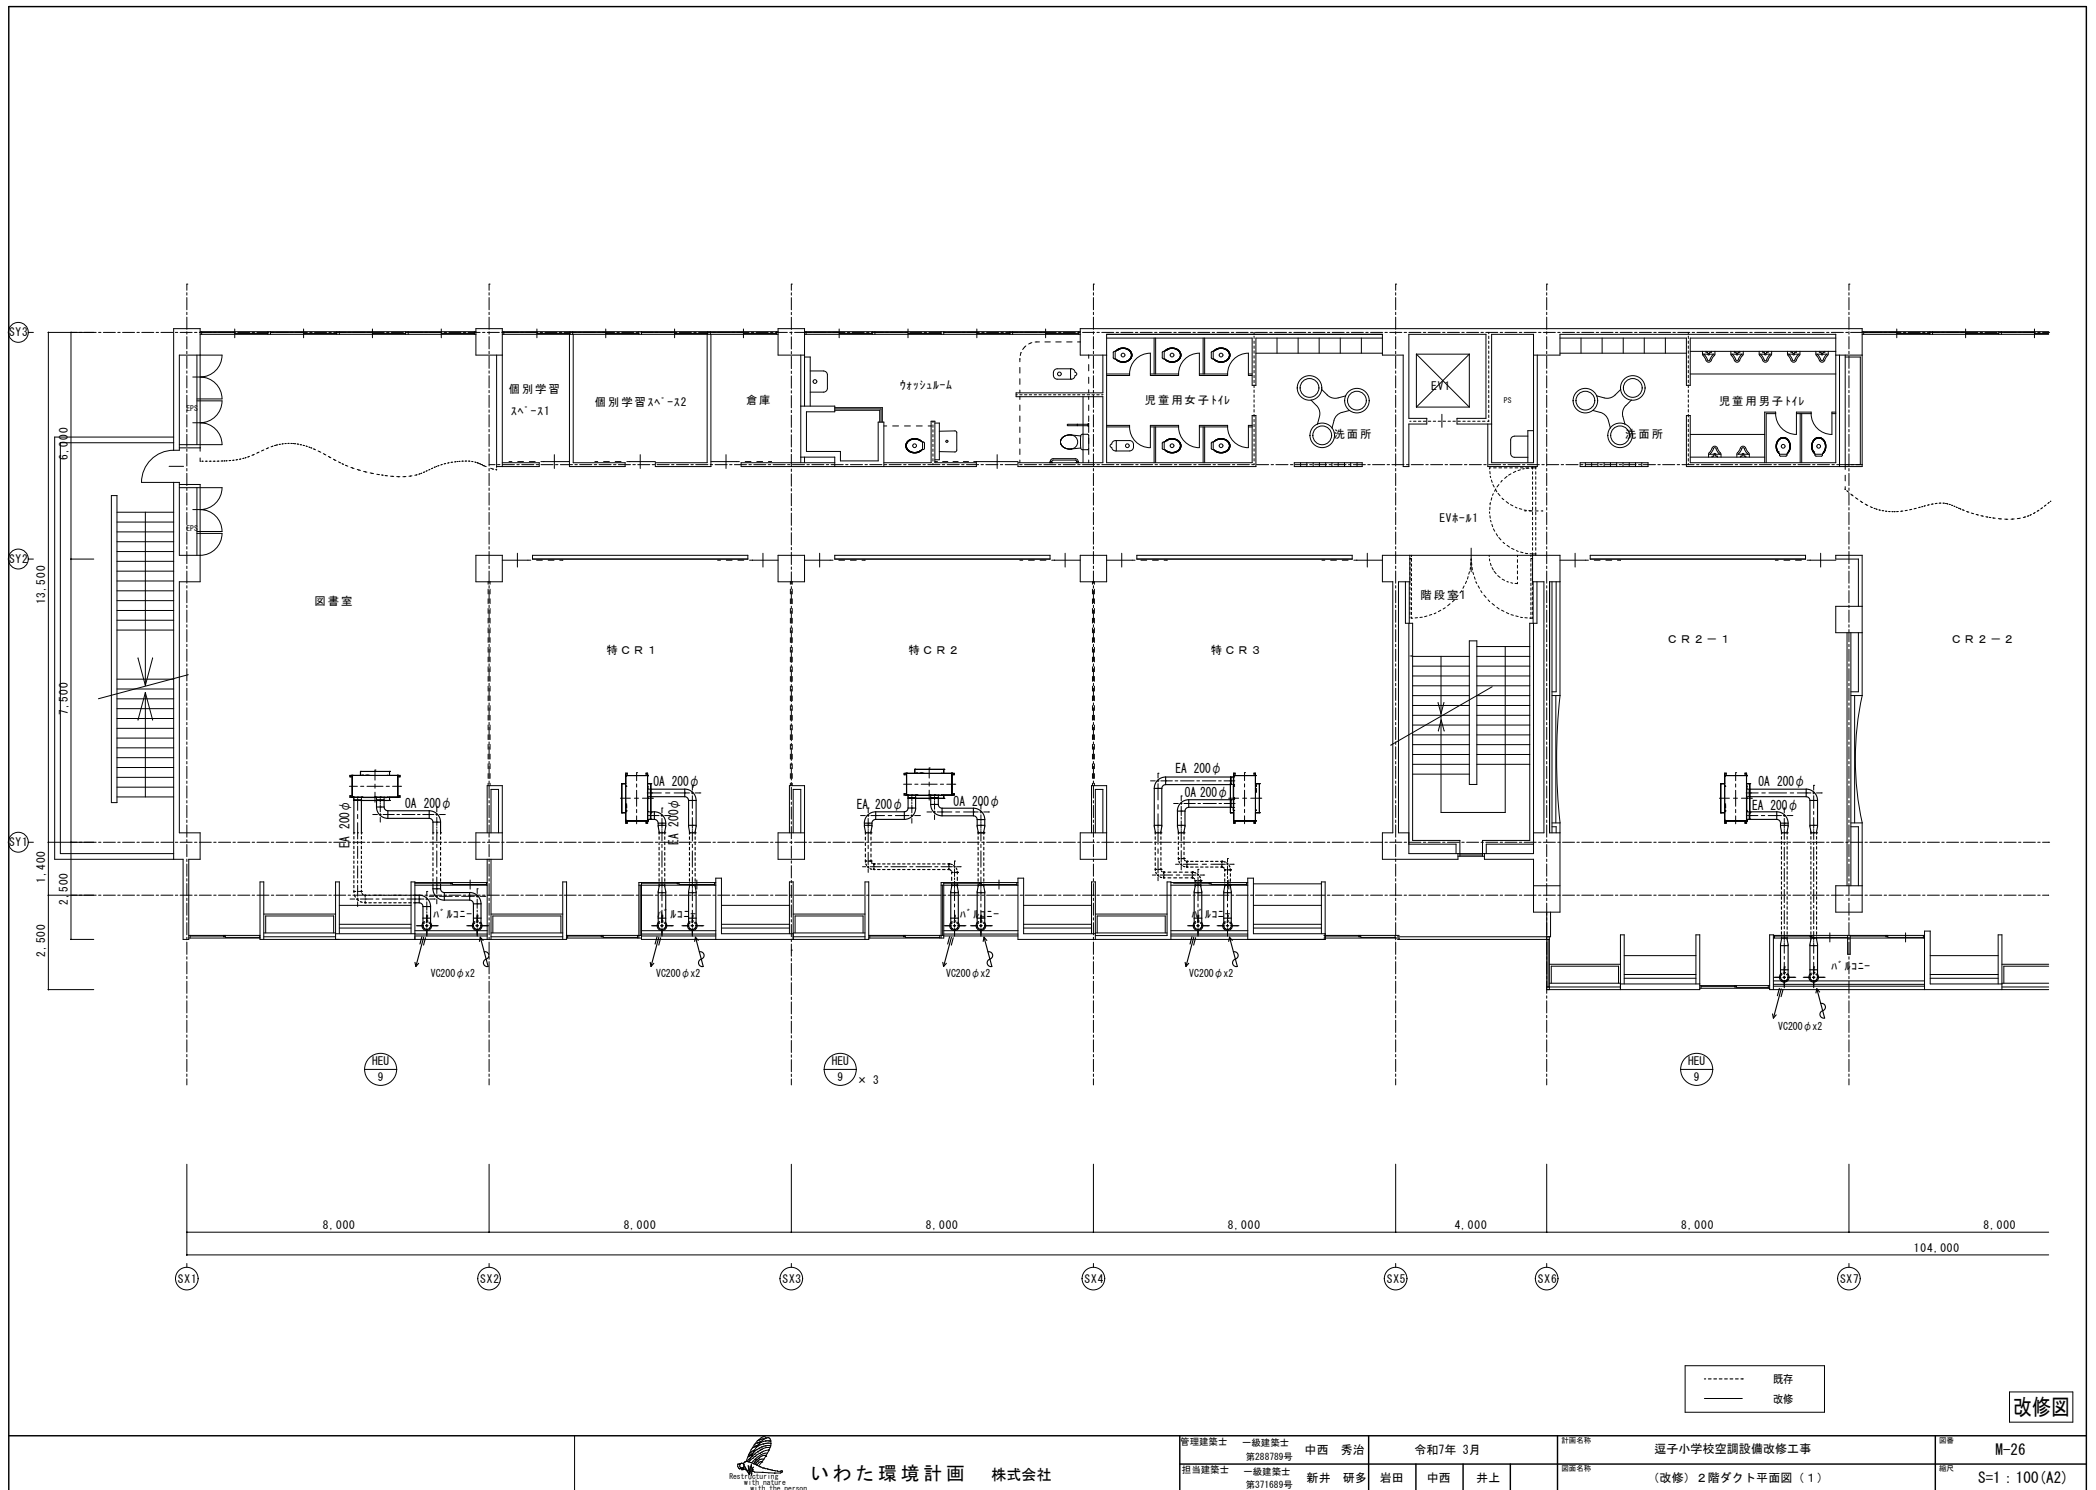 SY3
SY2
SY1
6,000
13,500
7,500
1,400
2,500
2,500
EPS
EPS
個別学習
スペース1
個別学習スペース2
倉庫
ウォッシュルーム
児童用女子トイレ
洗面所
EV1
PS
洗面所
児童用男子トイレ
EVホール1
図書室
階段室1
特CR1
特CR2
特CR3
CR2-1
CR2-2
EA 200φ
OA 200φ
OA 200φ
EA 200φ
EA 200φ
OA 200φ
EA 200φ
OA 200φ
OA 200φ
EA 200φ
バルコニー
バルコニー
バルコニー
バルコニー
バルコニー
VC200φx2
VC200φx2
VC200φx2
VC200φx2
VC200φx2
HEU
9
HEU
9
× 3
HEU
9
8,000
8,000
8,000
8,000
4,000
8,000
8,000
104,000
SX1
SX2
SX3
SX4
SX5
SX6
SX7
既存
改修
改修図
Restructuring
with nature
with the person
いわた環境計画 株式会社
管理建築士 一級建築士
第288789号
中西 秀治
令和7年 3月
計画名称
逗子小学校空調設備改修工事
図番
M-26
担当建築士 一級建築士
第371689号
新井 研多
岩田
中西
井上
図面名称
(改修)2階ダクト平面図(1)
縮尺
S=1:100(A2)